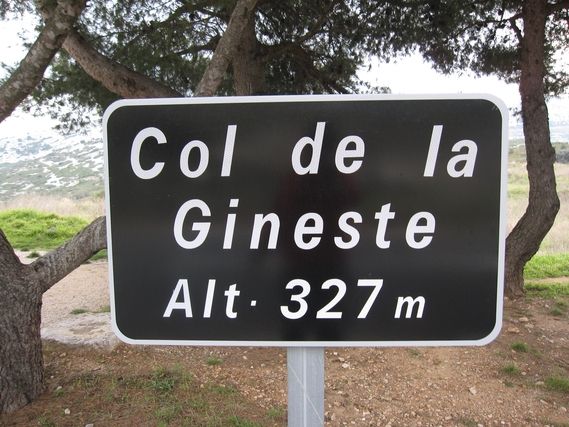 Col de la
Gineste
Alt. 327 m